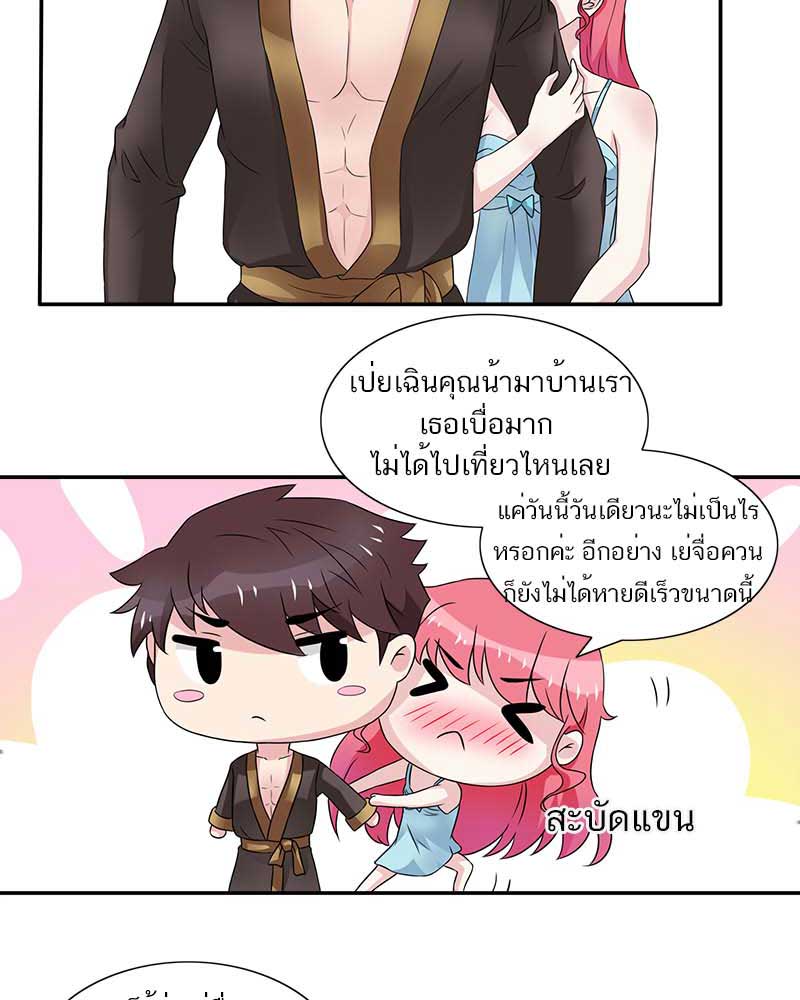 เป่ยเฉินคุณน้ามาบ้านเรา
เธอเบื่อมาก
ไม่ได้ไปเที่ยวไหนเลย
แค่วันนี้วันเดียวนะไม่เป็นไร
หรอกค่ะ อีกอย่าง เย่จื่อควน
ก็ยังไม่ได้หายดีเร็วขนาดนี้
สะบัดแขน